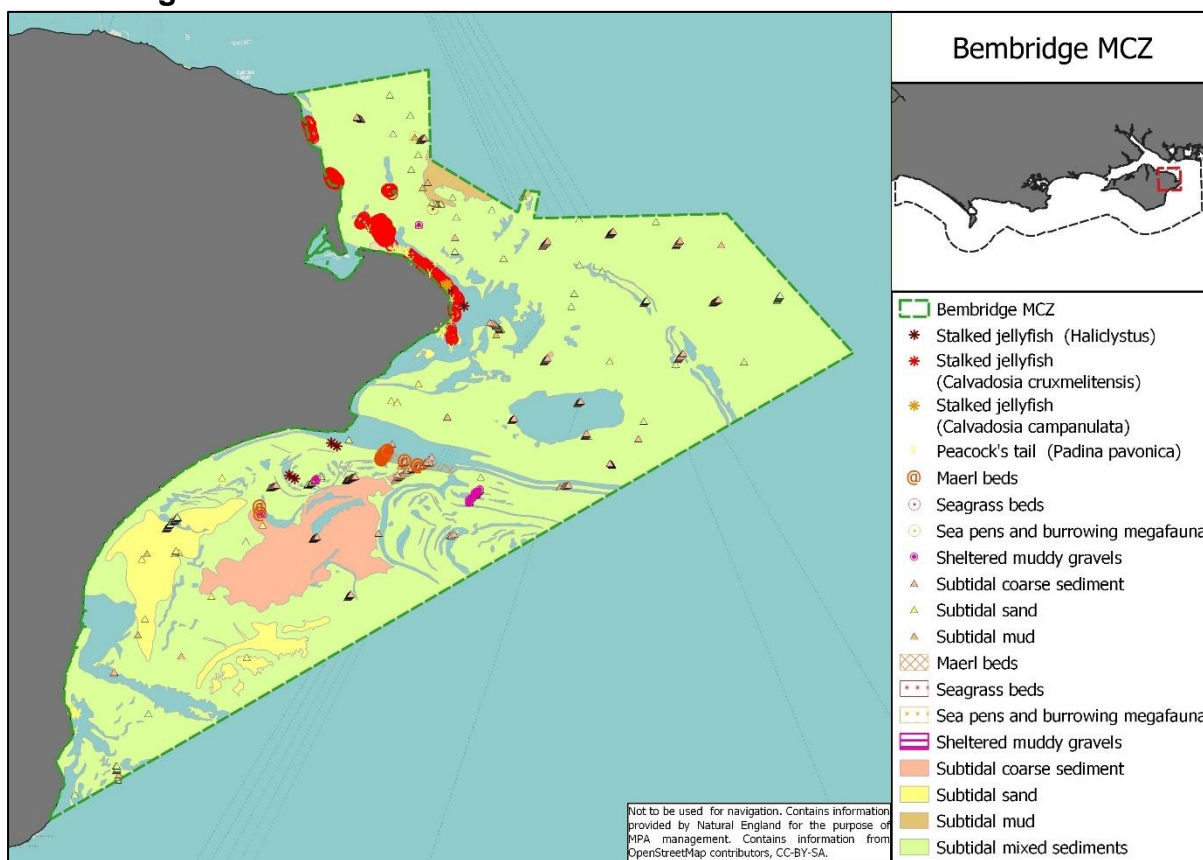 Bembridge MCZ
Bembridge MCZ
Stalked jellyfish (Haliclystus)
Stalked jellyfish
(Calvadosia cruxmelitensis)
Stalked jellyfish
(Calvadosia campanulata)
Peacock's tail (Padina pavonica)
Maerl beds
Seagrass beds
Sea pens and burrowing megafauna
Sheltered muddy gravels
Subtidal coarse sediment
Subtidal sand
Subtidal mud
Maerl beds
Seagrass beds
Sea pens and burrowing megafauna
Sheltered muddy gravels
Subtidal coarse sediment
Subtidal sand
Subtidal mud
Subtidal mixed sediments
Not to be used for navigation. Contains information
provided by Natural England for the purpose of
MPA management. Contains information from
OpenStreetMap contributors, CC-BY-SA.